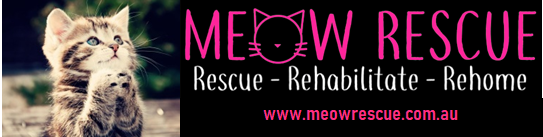 MEOW RESCUE
Rescue - Rehabilitate - Rehome
www.meowrescue.com.au